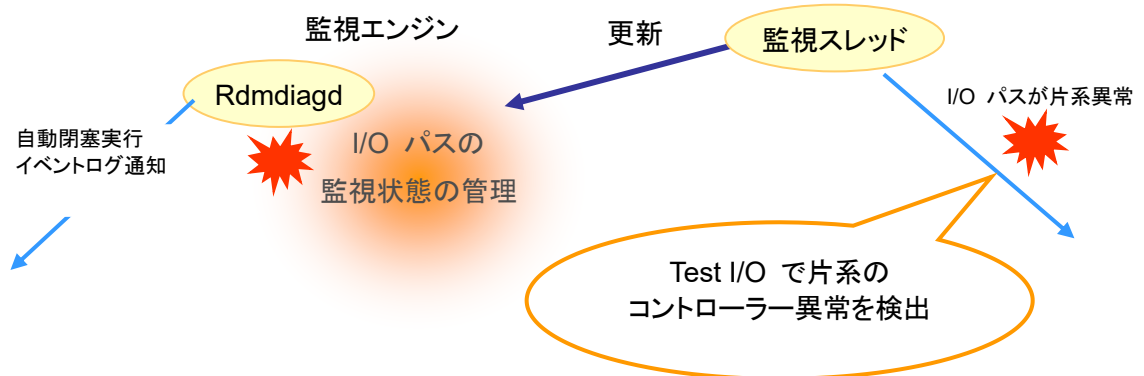 監視エンジン
更新
監視スレッド
Rdmdiagd
I/O パスが片系異常
自動閉塞実行
イベントログ通知
I/O パスの
監視状態の管理
Test I/O で片系の
コントローラー異常を検出